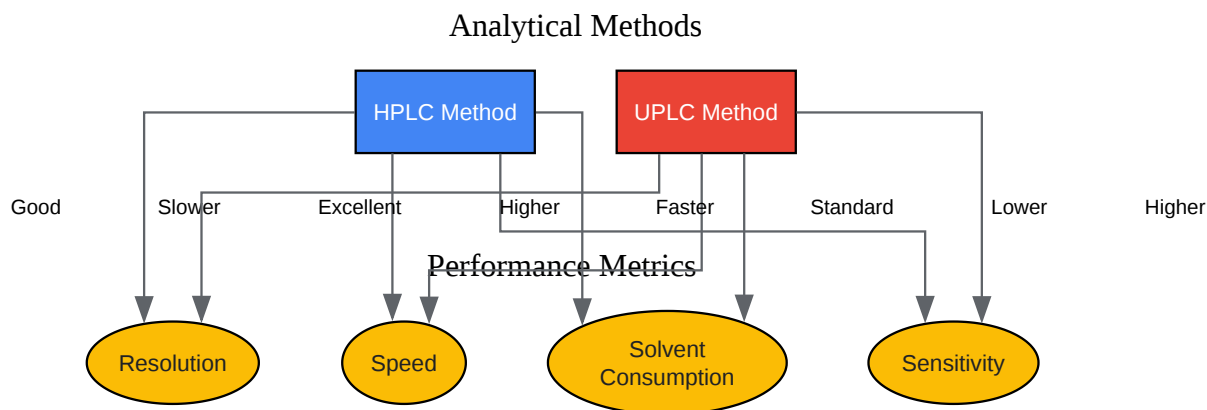 Analytical Methods
HPLC Method
UPLC Method
Good
Slower
Excellent
Higher
Faster
Standard
Lower
Higher
Performance Metrics
Resolution
Speed
Solvent
Consumption
Sensitivity